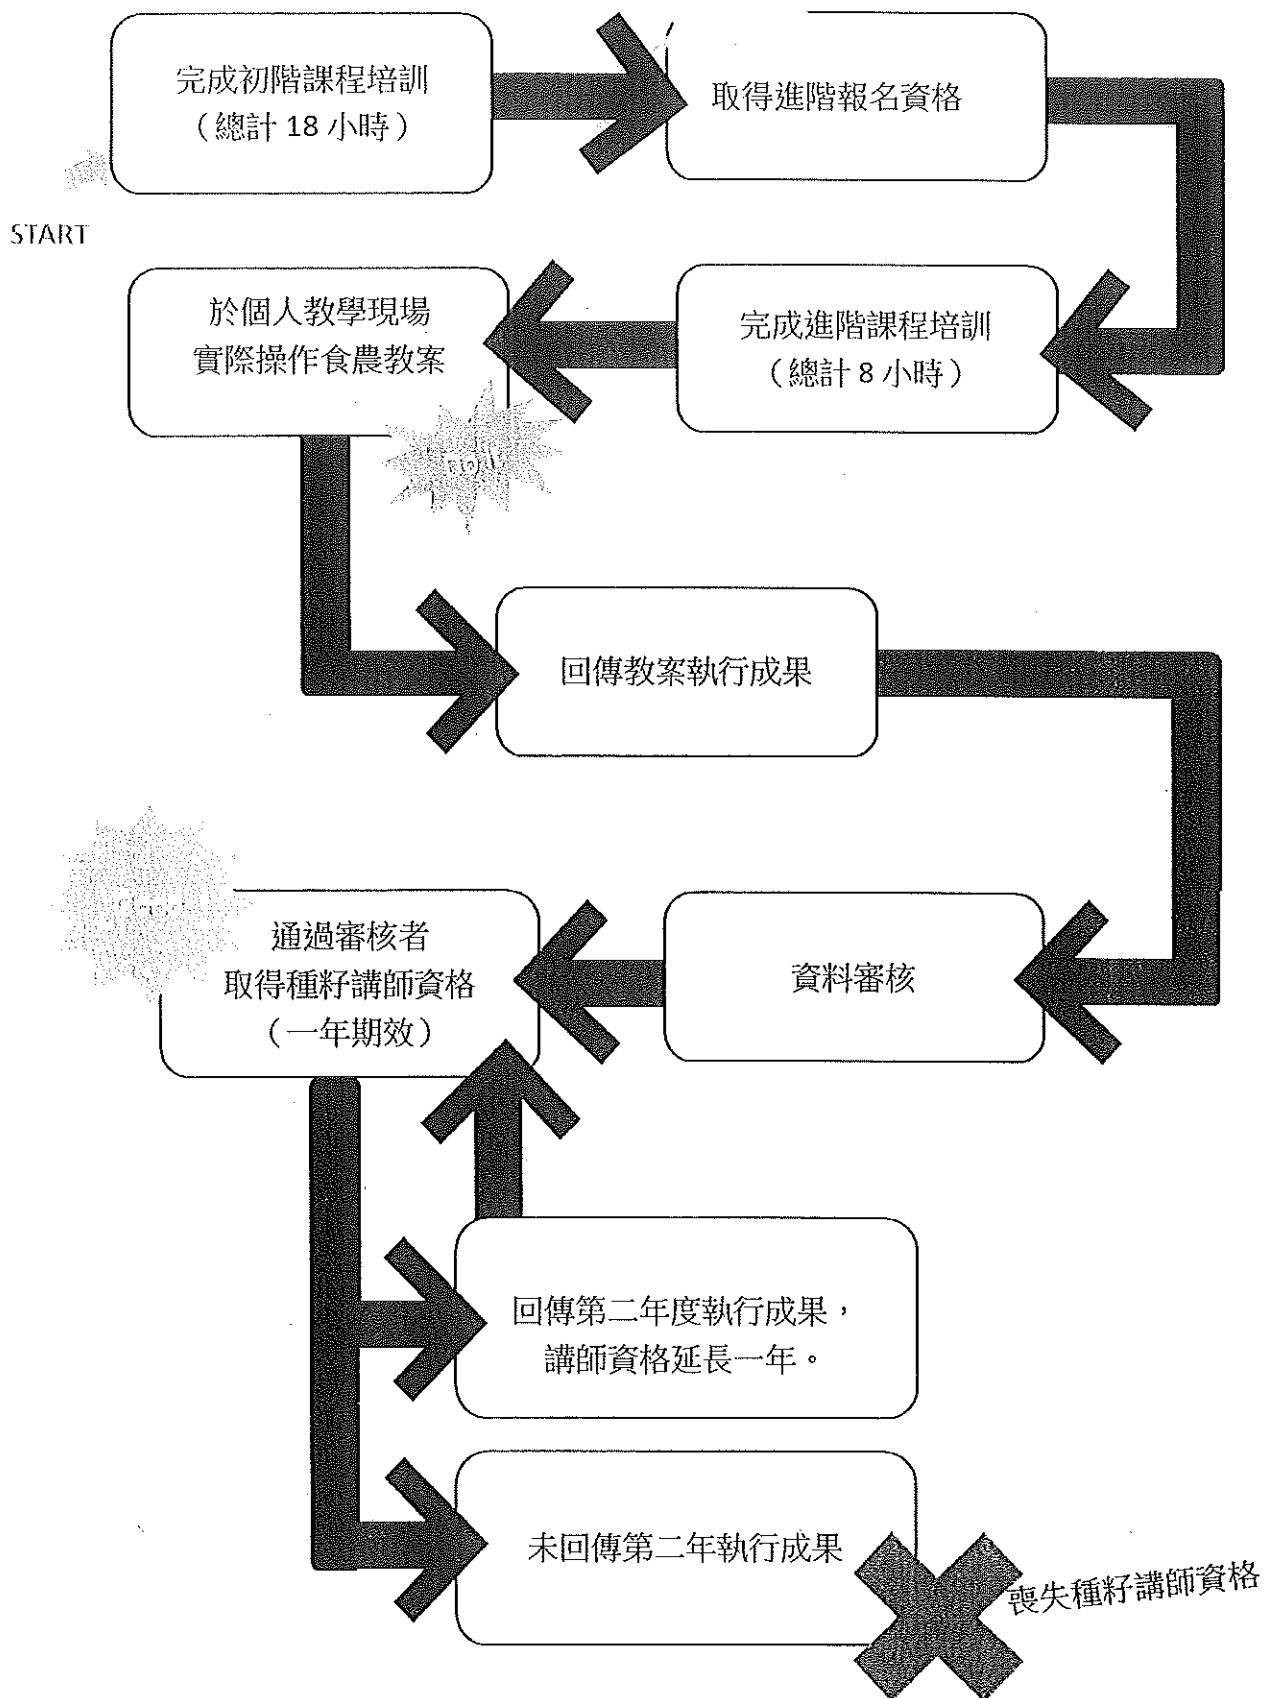 完成初階課程培訓
（總計 18 小時）
取得進階報名資格
START
於個人教學現場
實際操作食農教案
完成進階課程培訓
（總計 8 小時）
回傳教案執行成果
通過審核者
取得種籽講師資格
（一年期效）
資料審核
回傳第二年度執行成果，
講師資格延長一年。
未回傳第二年執行成果
喪失種籽講師資格